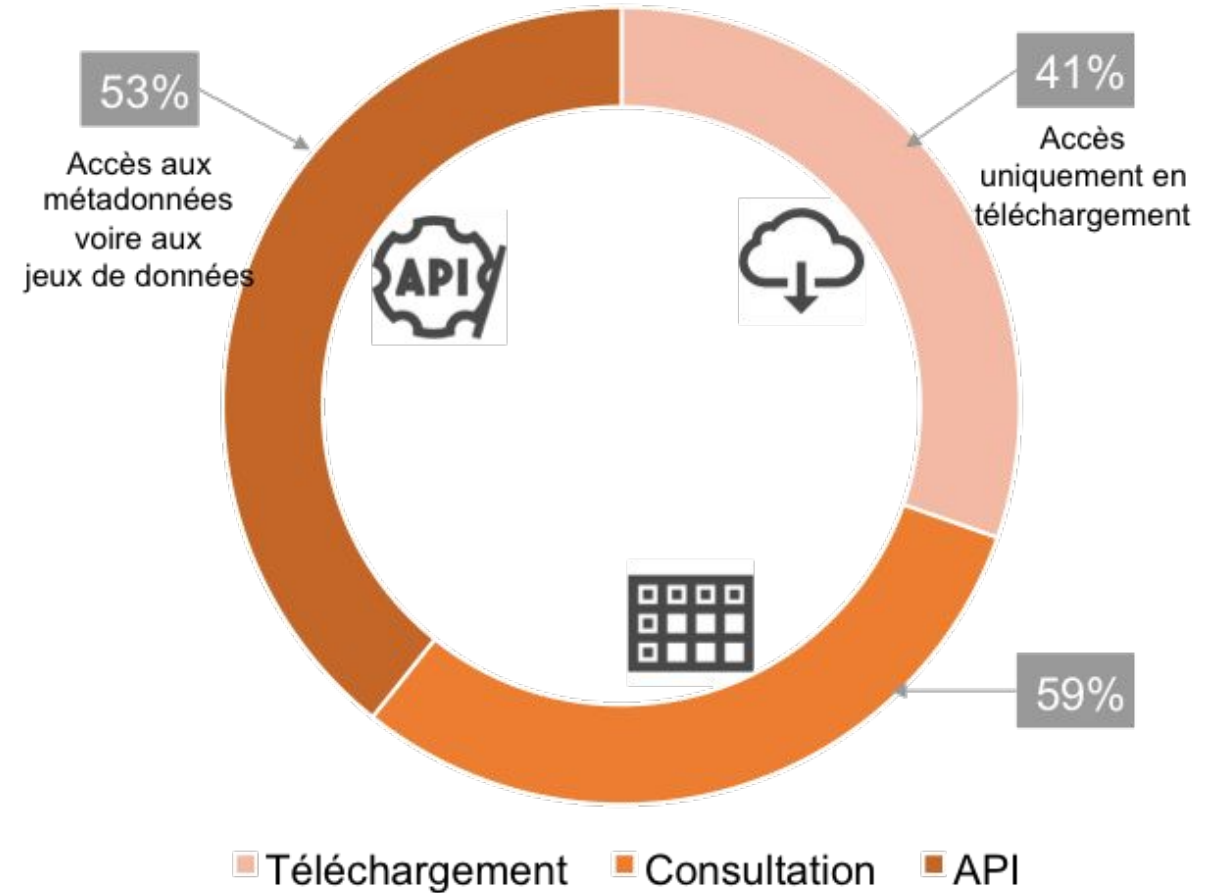 53%
Accès aux
métadonnées
voire aux
jeux de données
41%
Accès
uniquement en
téléchargement
API
59%
Téléchargement
Consultation
API